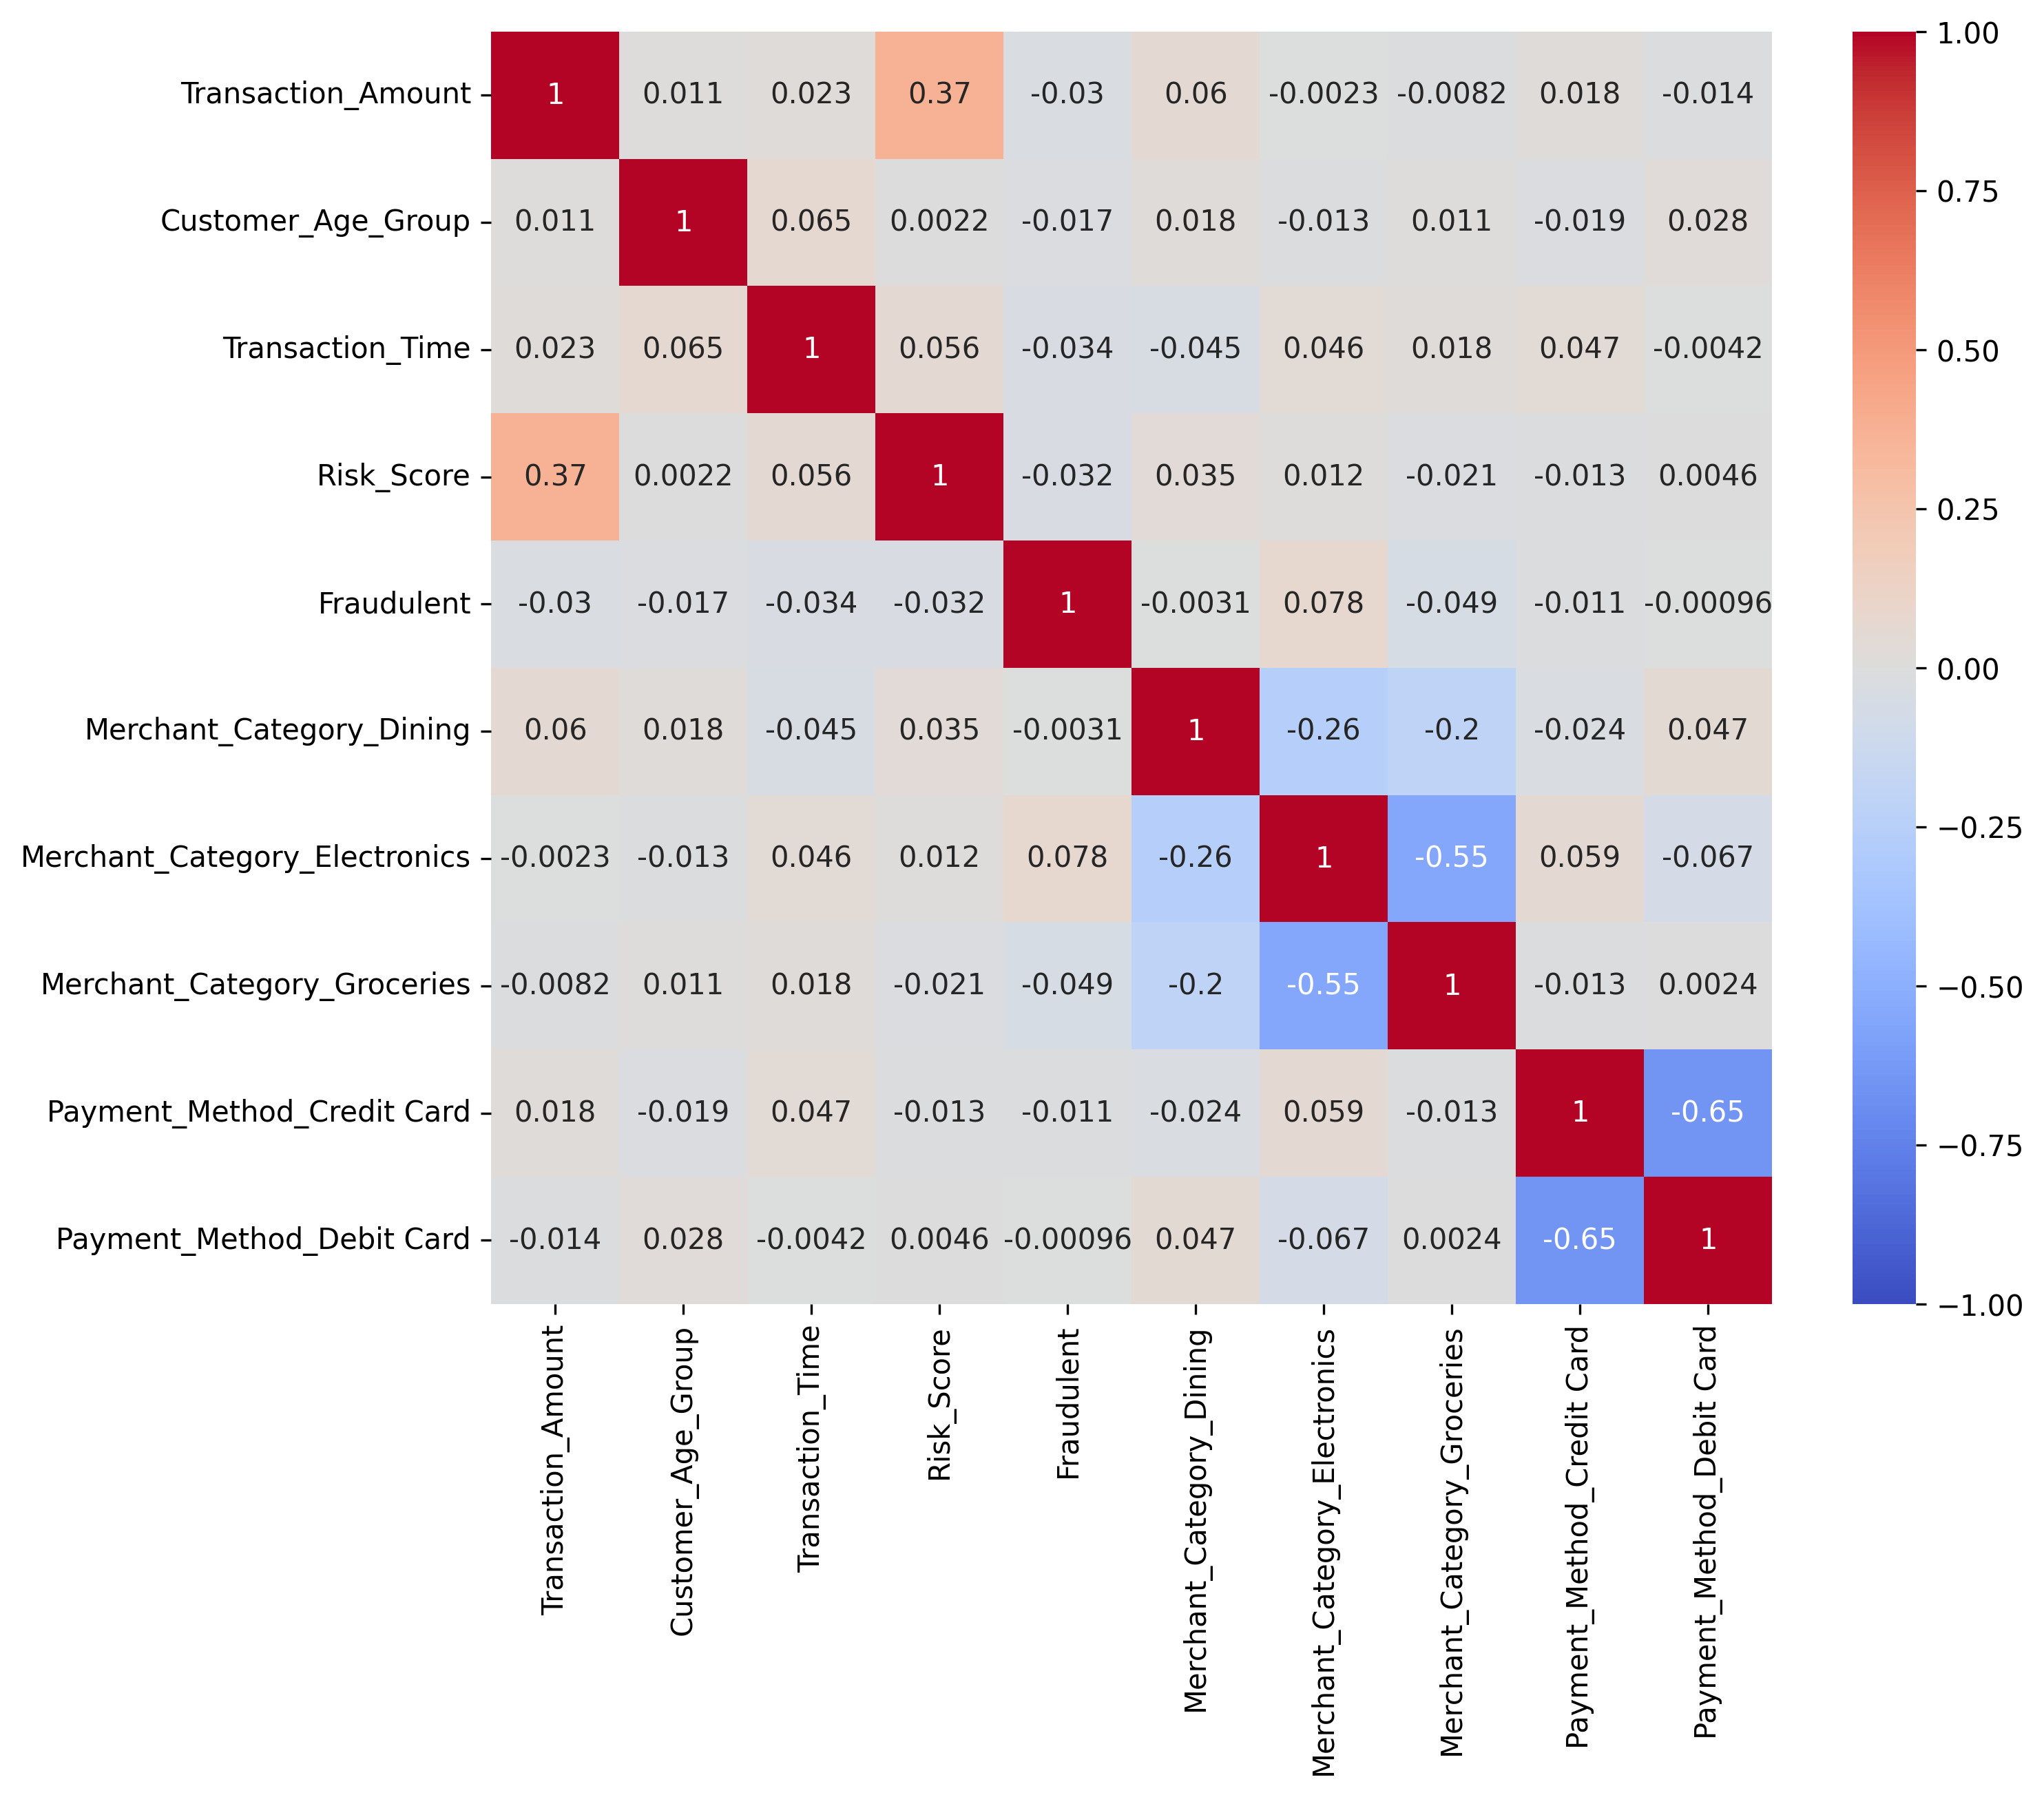 Transaction_Amount 1 0.011 0.023 0.37 -0.03 0.06 -0.0023 -0.0082 0.018 -0.014
Customer_Age_Group 0.011 1 0.065 0.0022 -0.017 0.018 -0.013 0.011 -0.019 0.028
Transaction_Time 0.023 0.065 1 0.056 -0.034 -0.045 0.046 0.018 0.047 -0.0042
Risk_Score 0.37 0.0022 0.056 1 -0.032 0.035 0.012 -0.021 -0.013 0.0046
Fraudulent -0.03 -0.017 -0.034 -0.032 1 -0.0031 0.078 -0.049 -0.011 -0.00096
Merchant_Category_Dining 0.06 0.018 -0.045 0.035 -0.0031 1 -0.26 -0.2 -0.024 0.047
Merchant_Category_Electronics -0.0023 -0.013 0.046 0.012 0.078 -0.26 1 -0.55 0.059 -0.067
Merchant_Category_Groceries -0.0082 0.011 0.018 -0.021 -0.049 -0.2 -0.55 1 -0.013 0.0024
Payment_Method_Credit Card 0.018 -0.019 0.047 -0.013 -0.011 -0.024 0.059 -0.013 1 -0.65
Payment_Method_Debit Card -0.014 0.028 -0.0042 0.0046 -0.00096 0.047 -0.067 0.0024 -0.65 1
Transaction_Amount
Customer_Age_Group
Transaction_Time
Risk_Score
Fraudulent
Merchant_Category_Dining
Merchant_Category_Electronics
Merchant_Category_Groceries
Payment_Method_Credit Card
Payment_Method_Debit Card
1.00
0.75
0.50
0.25
0.00
−0.25
−0.50
−0.75
−1.00